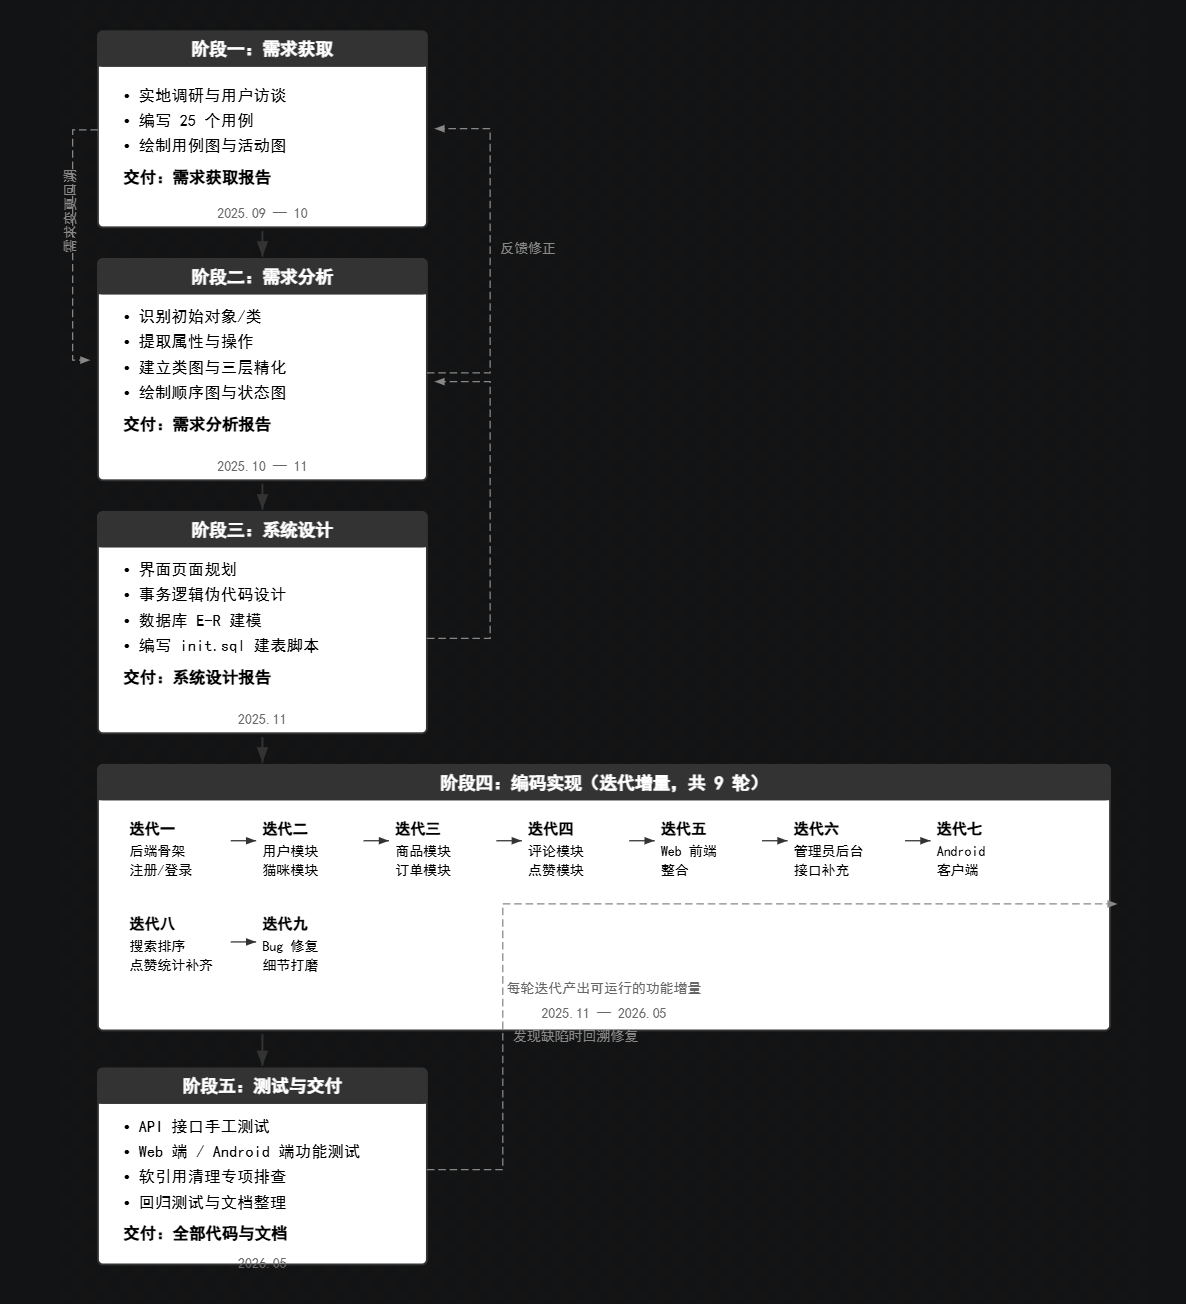 阶段一：需求获取
• 实地调研与用户访谈
• 编写 25 个用例
• 绘制用例图与活动图
交付：需求获取报告
2025.09 — 10
需求变更回溯
反馈修正
阶段二：需求分析
• 识别初始对象/类
• 提取属性与操作
• 建立类图与三层精化
• 绘制顺序图与状态图
交付：需求分析报告
2025.10 — 11
阶段三：系统设计
• 界面页面规划
• 事务逻辑伪代码设计
• 数据库 E-R 建模
• 编写 init.sql 建表脚本
交付：系统设计报告
2025.11
阶段四：编码实现（迭代增量，共 9 轮）
迭代一
后端骨架
注册/登录
迭代二
用户模块
猫咪模块
迭代三
商品模块
订单模块
迭代四
评论模块
点赞模块
迭代五
Web 前端
整合
迭代六
管理员后台
接口补充
迭代七
Android
客户端
迭代八
搜索排序
点赞统计补齐
迭代九
Bug 修复
细节打磨
每轮迭代产出可运行的功能增量
2025.11 — 2026.05
发现缺陷时回溯修复
阶段五：测试与交付
• API 接口手工测试
• Web 端 / Android 端功能测试
• 软引用清理专项排查
• 回归测试与文档整理
交付：全部代码与文档
2026.05